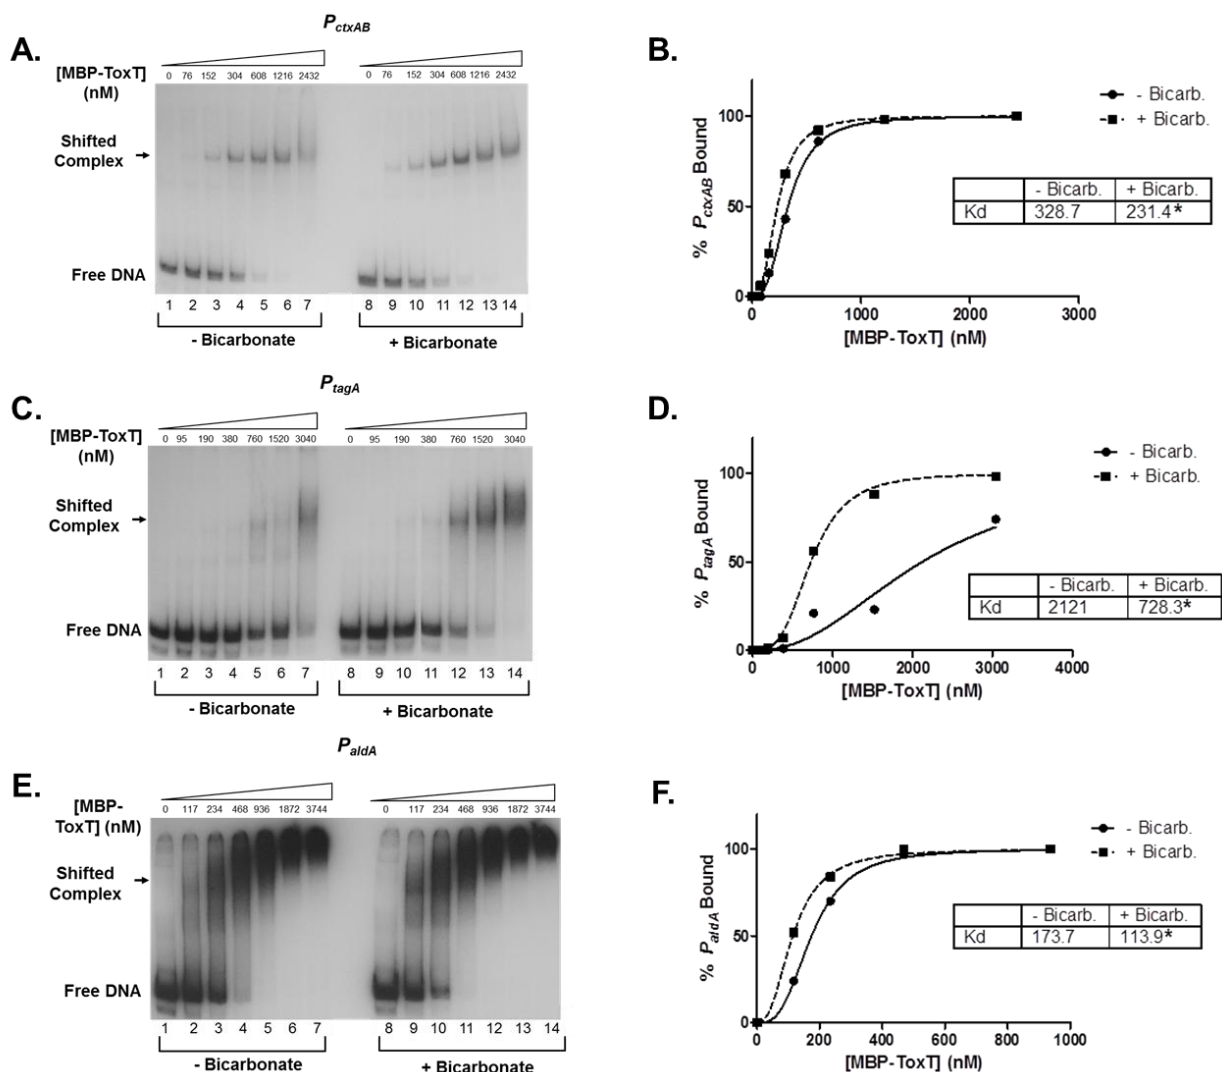 P_ctxAB
A.
[MBP-ToxT]
(nM)
0 76 152 304 608 1216 2432
0 76 152 304 608 1216 2432
Shifted
Complex
Free DNA
1 2 3 4 5 6 7
8 9 10 11 12 13 14
- Bicarbonate
+ Bicarbonate
B.
% P_ctxAB Bound
100
50
0
0 1000 2000 3000
[MBP-ToxT] (nM)
- Bicarb.
+ Bicarb.
- Bicarb. + Bicarb.
Kd 328.7 231.4*
P_tagA
C.
[MBP-ToxT]
(nM)
0 95 190 380 760 1520 3040
0 95 190 380 760 1520 3040
Shifted
Complex
Free DNA
1 2 3 4 5 6 7
8 9 10 11 12 13 14
- Bicarbonate
+ Bicarbonate
D.
% P_tagA Bound
100
50
0
0 1000 2000 3000 4000
[MBP-ToxT] (nM)
- Bicarb.
+ Bicarb.
- Bicarb. + Bicarb.
Kd 2121 728.3*
P_aldA
E.
[MBP-
ToxT] (nM)
0 117 234 468 936 1872 3744
0 117 234 468 936 1872 3744
Shifted
Complex
Free DNA
1 2 3 4 5 6 7
8 9 10 11 12 13 14
- Bicarbonate
+ Bicarbonate
F.
% P_aldA Bound
100
50
0
0 200 400 600 800 1000
[MBP-ToxT] (nM)
- Bicarb.
+ Bicarb.
- Bicarb. + Bicarb.
Kd 173.7 113.9*